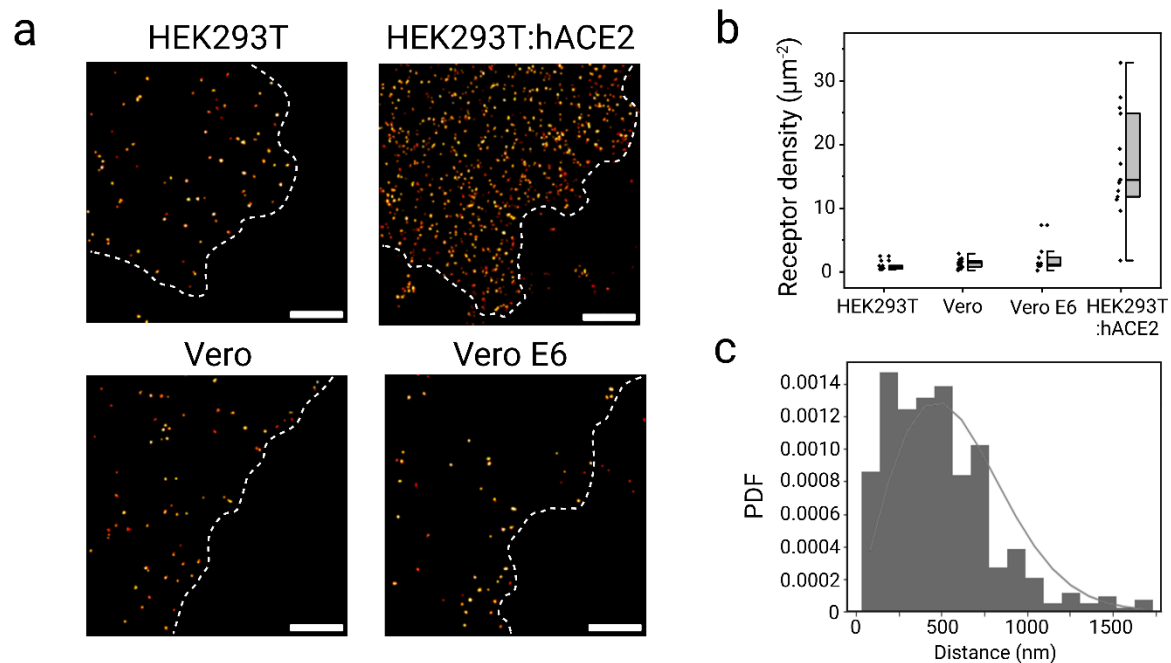 a
HEK293T
HEK293T:hACE2
Vero
Vero E6
b
Receptor density (µm⁻²)
30
20
10
0
HEK293T
Vero
Vero E6
HEK293T
:hACE2
c
PDF
0.0014
0.0012
0.0010
0.0008
0.0006
0.0004
0.0002
0
0
500
1000
1500
Distance (nm)